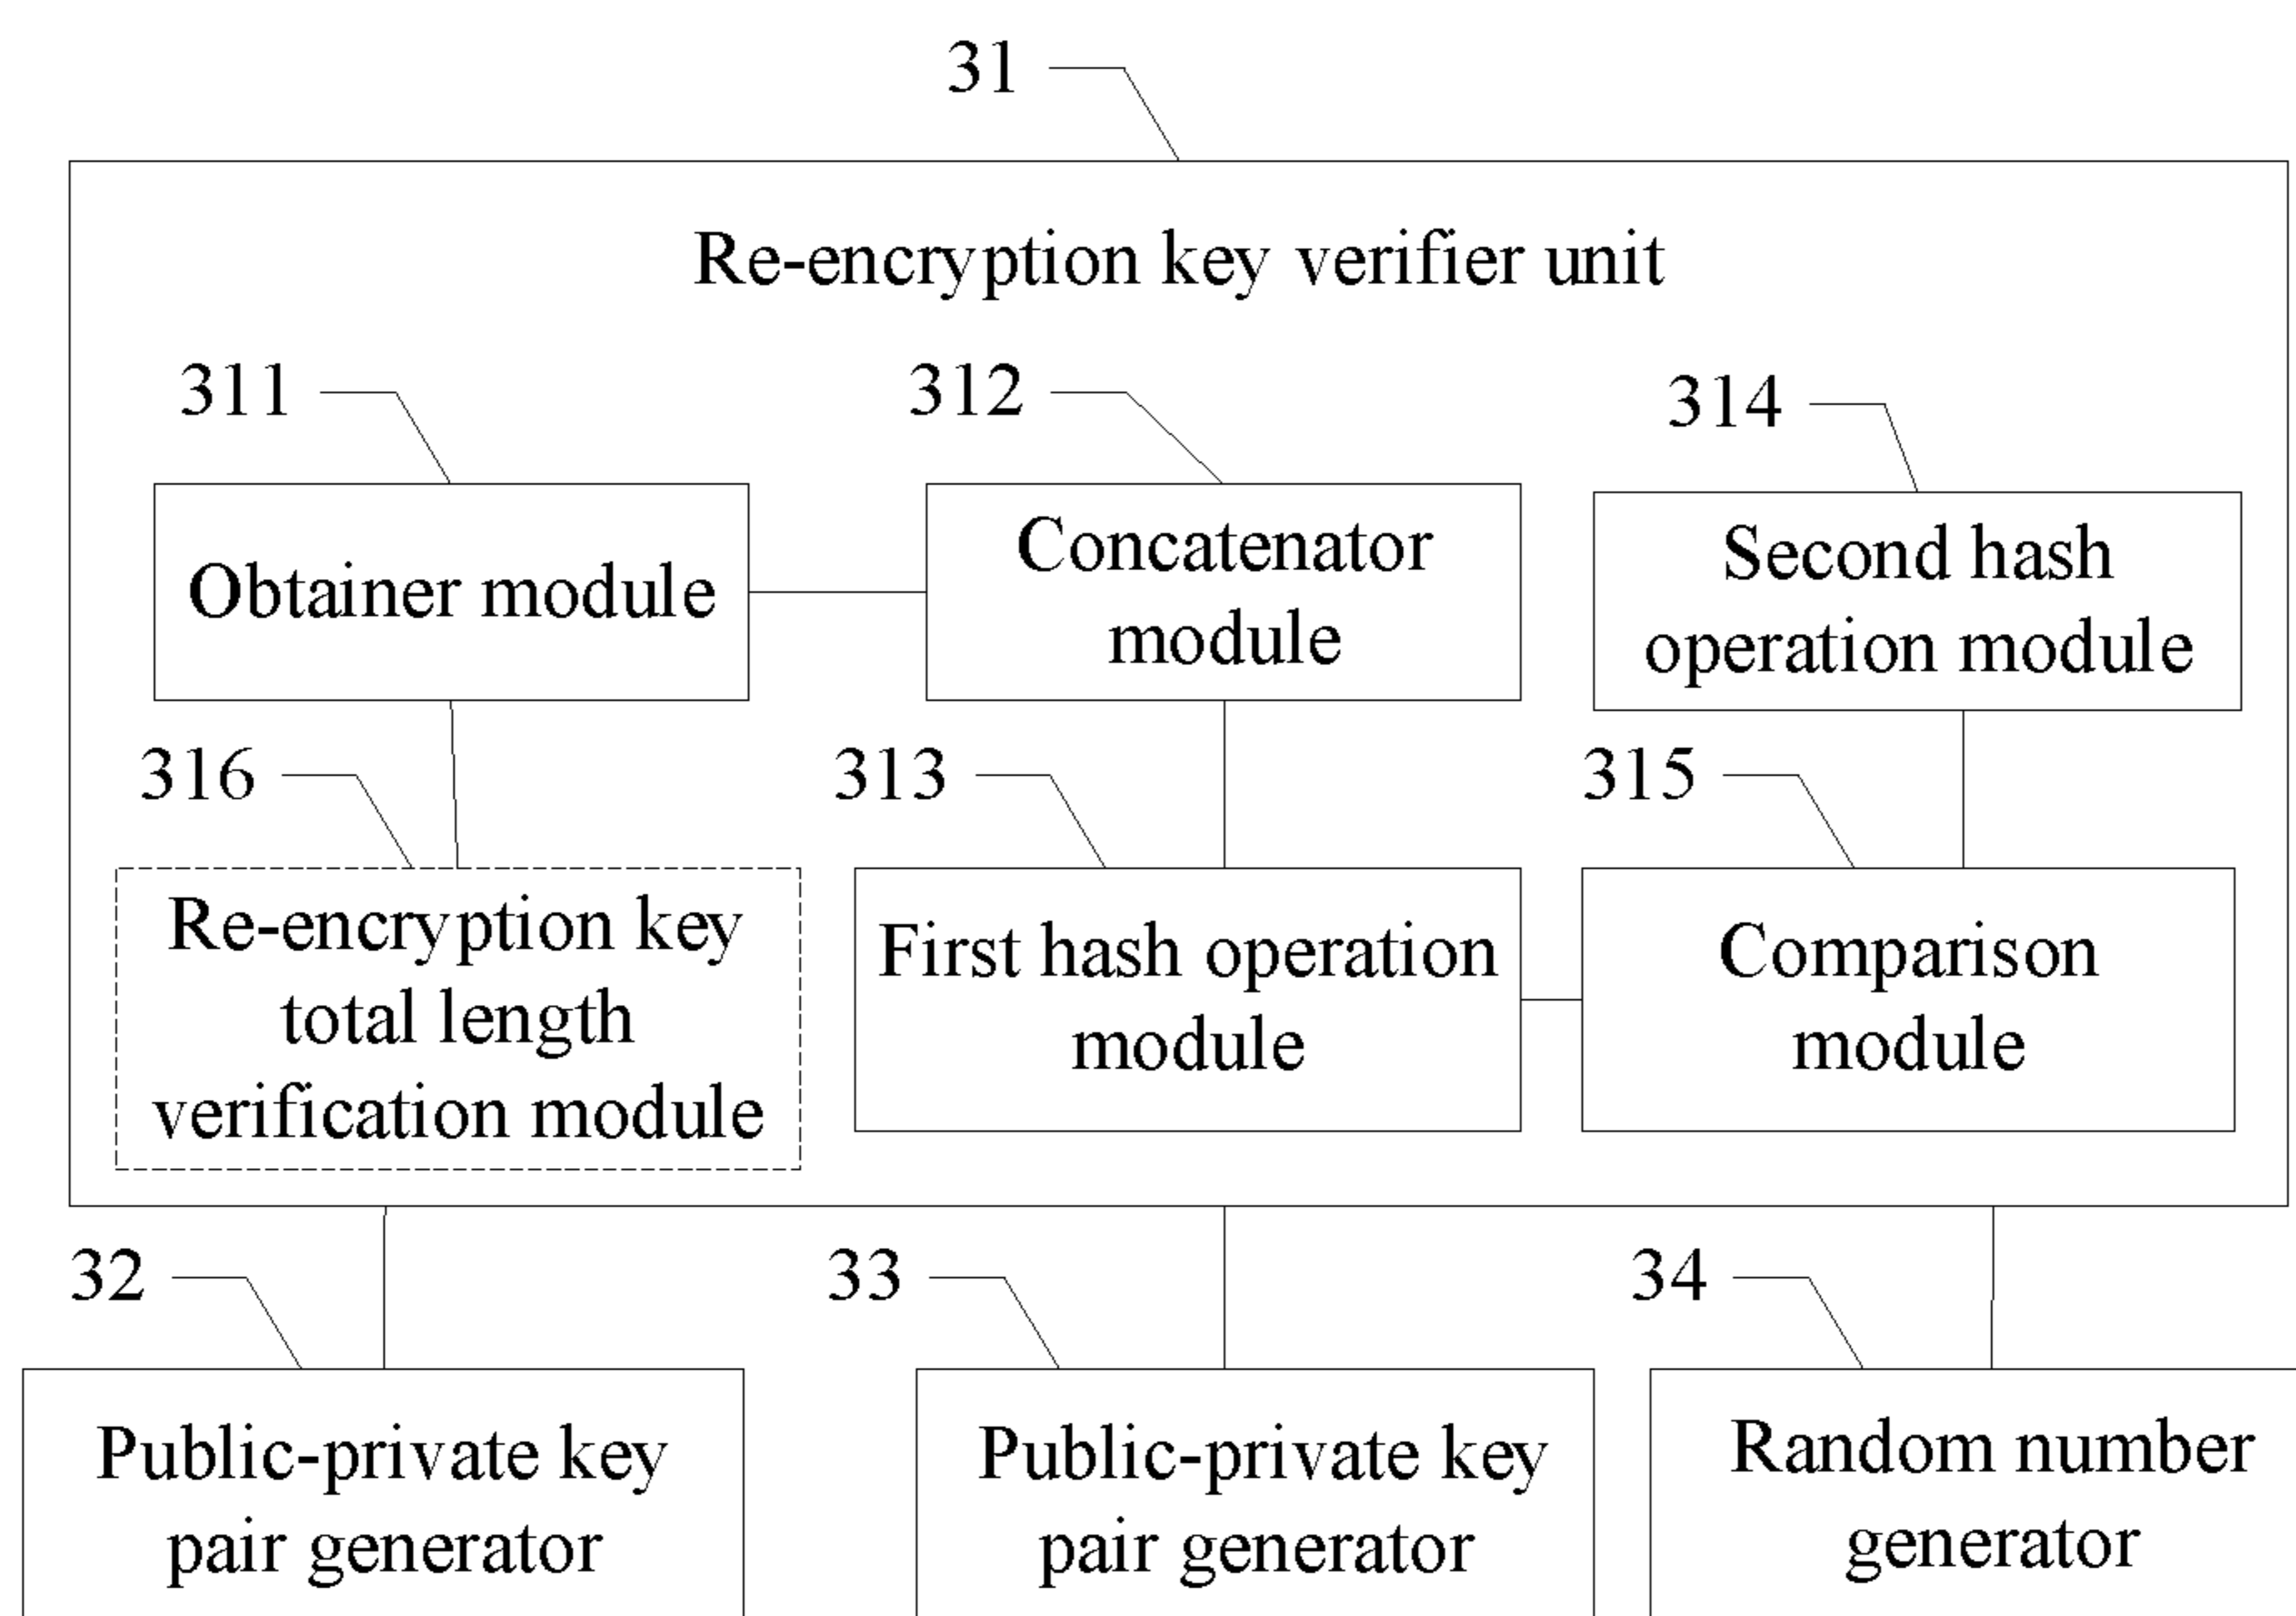 31
Re-encryption key verifier unit
311
312
314
Obtainer module
Concatenator
module
Second hash
operation module
316
313
315
Re-encryption key
total length
verification module
First hash operation
module
Comparison
module
32
33
34
Public-private key
pair generator
Public-private key
pair generator
Random number
generator